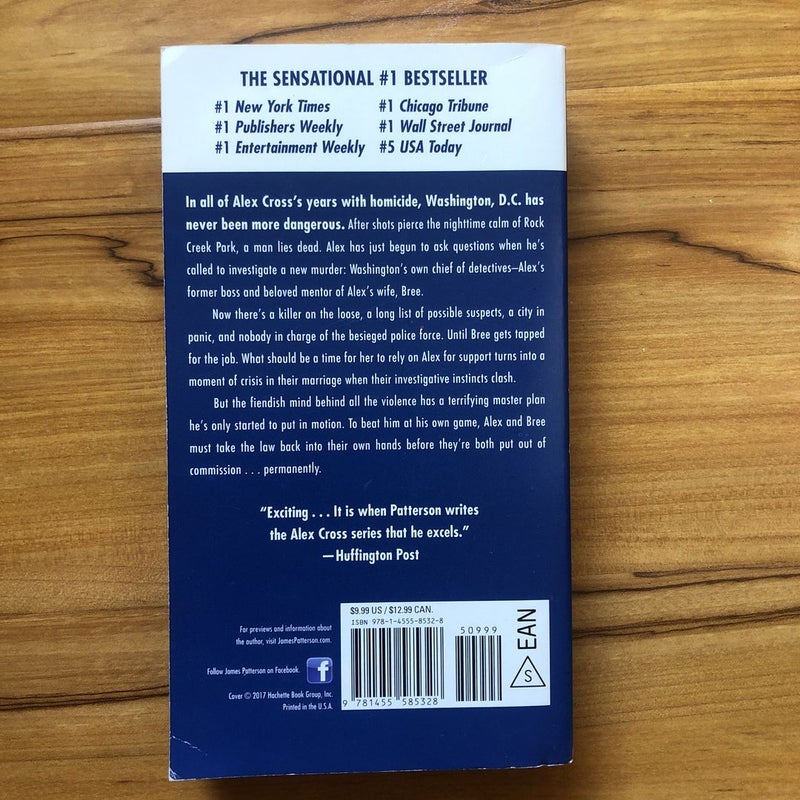 THE SENSATIONAL #1 BESTSELLER
#1 New York Times #1 Chicago Tribune
#1 Publishers Weekly #1 Wall Street Journal
#1 Entertainment Weekly #5 USA Today
In all of Alex Cross's years with homicide, Washington, D.C. has
never been more dangerous. After shots pierce the nighttime calm of Rock
Creek Park, a man lies dead. Alex has just begun to ask questions when he's
called to investigate a new murder: Washington's own chief of detectives—Alex's
former boss and beloved mentor of Alex's wife, Bree.
Now there's a killer on the loose, a long list of possible suspects, a city in
panic, and nobody in charge of the besieged police force. Until Bree gets tapped
for the job. What should be a time for her to rely on Alex for support turns into a
moment of crisis in their marriage when their investigative instincts clash.
But the fiendish mind behind all the violence has a terrifying master plan
he's only started to put in motion. To beat him at his own game, Alex and Bree
must take the law back into their own hands before they're both put out of
commission . . . permanently.
"Exciting . . . It is when Patterson writes
the Alex Cross series that he excels."
—Huffington Post
For previews and information about
the author, visit JamesPatterson.com.
Follow James Patterson on Facebook. f
Cover © 2017 Hachette Book Group, Inc.
Printed in the U.S.A.
$9.99 US / $12.99 CAN.
ISBN 978-1-4555-8532-8
50999
9 781455 585328
S EAN